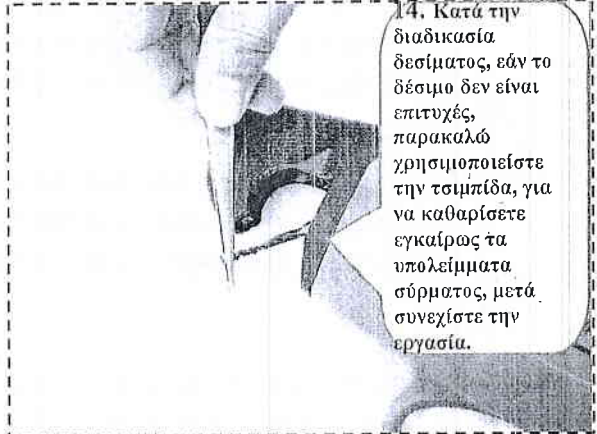 14. Κατά την
διαδικασία
δεσίματος, εάν το
δέσιμο δεν είναι
επιτυχές,
παρακαλώ
χρησιμοποιείστε
την τσιμπίδα, για
να καθαρίσετε
εγκαίρως τα
υπολείμματα
σύρματος, μετά
συνεχίστε την
εργασία.